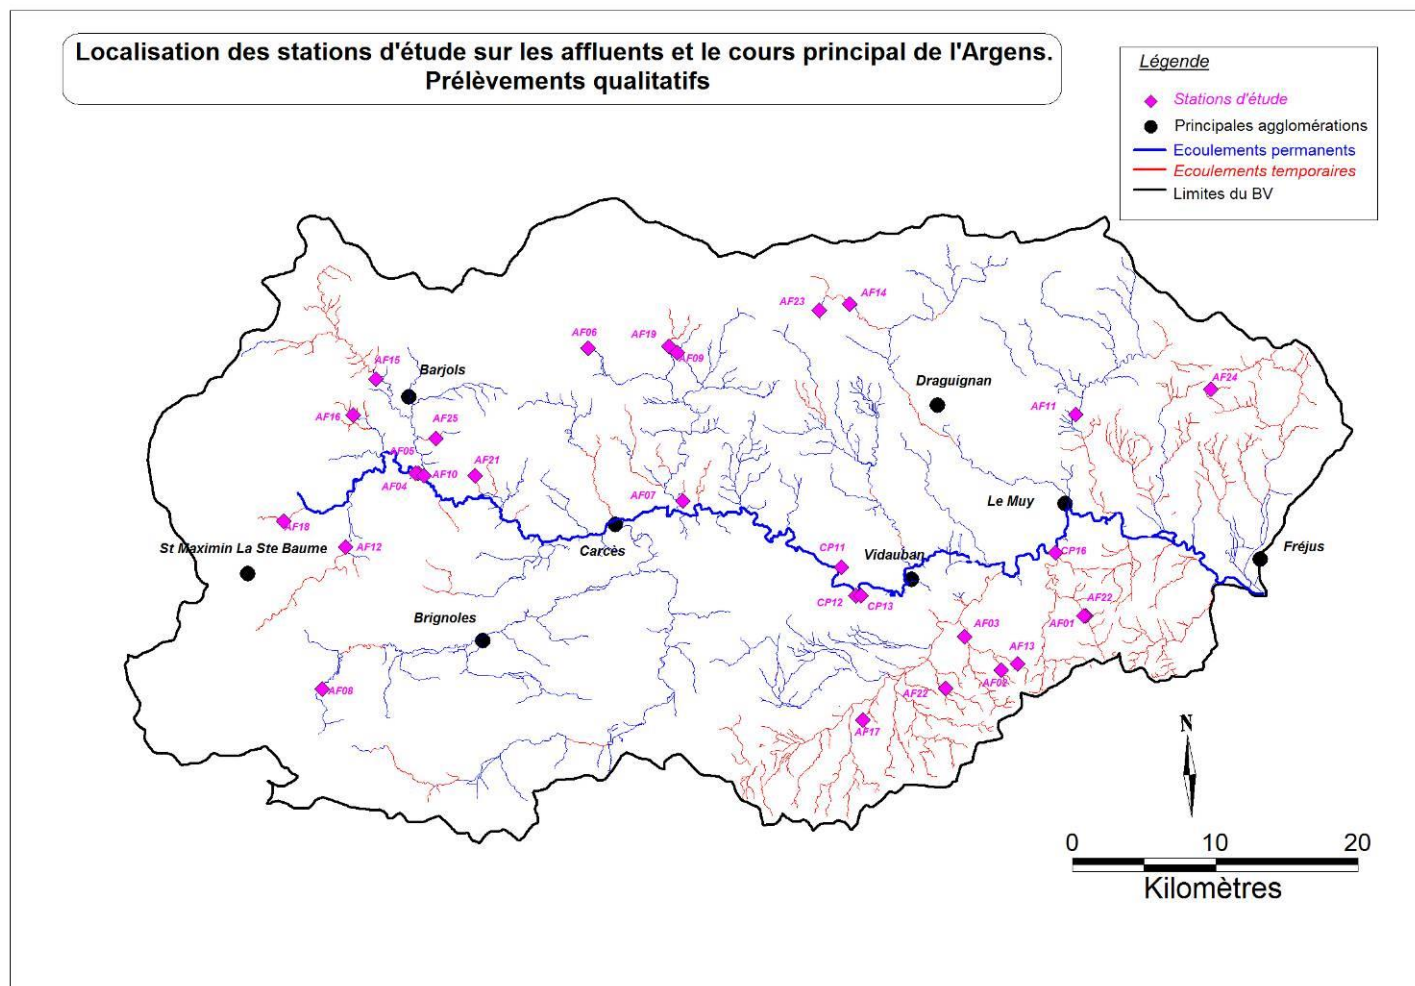 Localisation des stations d'étude sur les affluents et le cours principal de l'Argens.
Prélèvements qualitatifs
Légende
Stations d'étude
Principales agglomérations
Ecoulements permanents
Ecoulements temporaires
Limites du BV
AF23
AF14
AF06
AF19
AF09
AF15
Barjols
Draguignan
AF24
AF16
AF11
AF25
AF05
AF10
AF21
AF04
AF07
Le Muy
AF18
Carcès
St Maximin La Ste Baume
AF12
CP11
Vidauban
CP16
Fréjus
CP12
CP13
Brignoles
AF03
AF22
AF01
AF13
AF02
AF08
AF22
AF17
N
0 10 20
Kilomètres